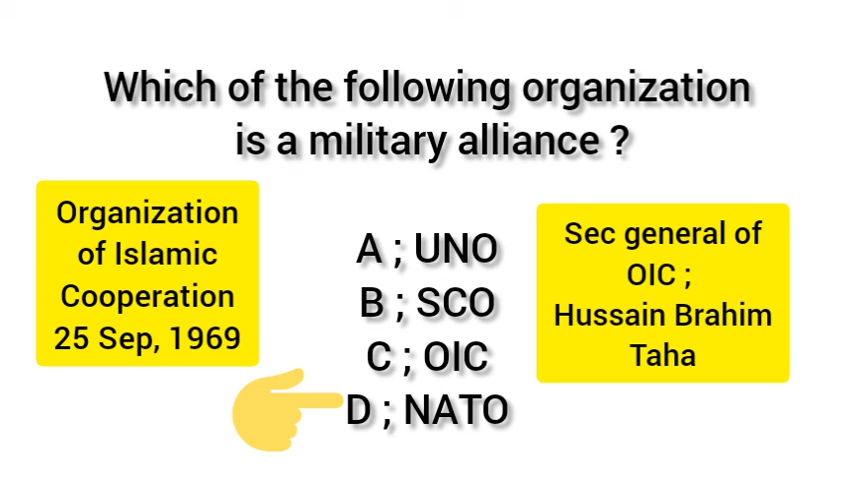 Which of the following organization
is a military alliance ?
Organization
of Islamic
Cooperation
25 Sep, 1969
A ; UNO
B ; SCO
C ; OIC
D ; NATO
Sec general of
OIC ;
Hussain Brahim
Taha